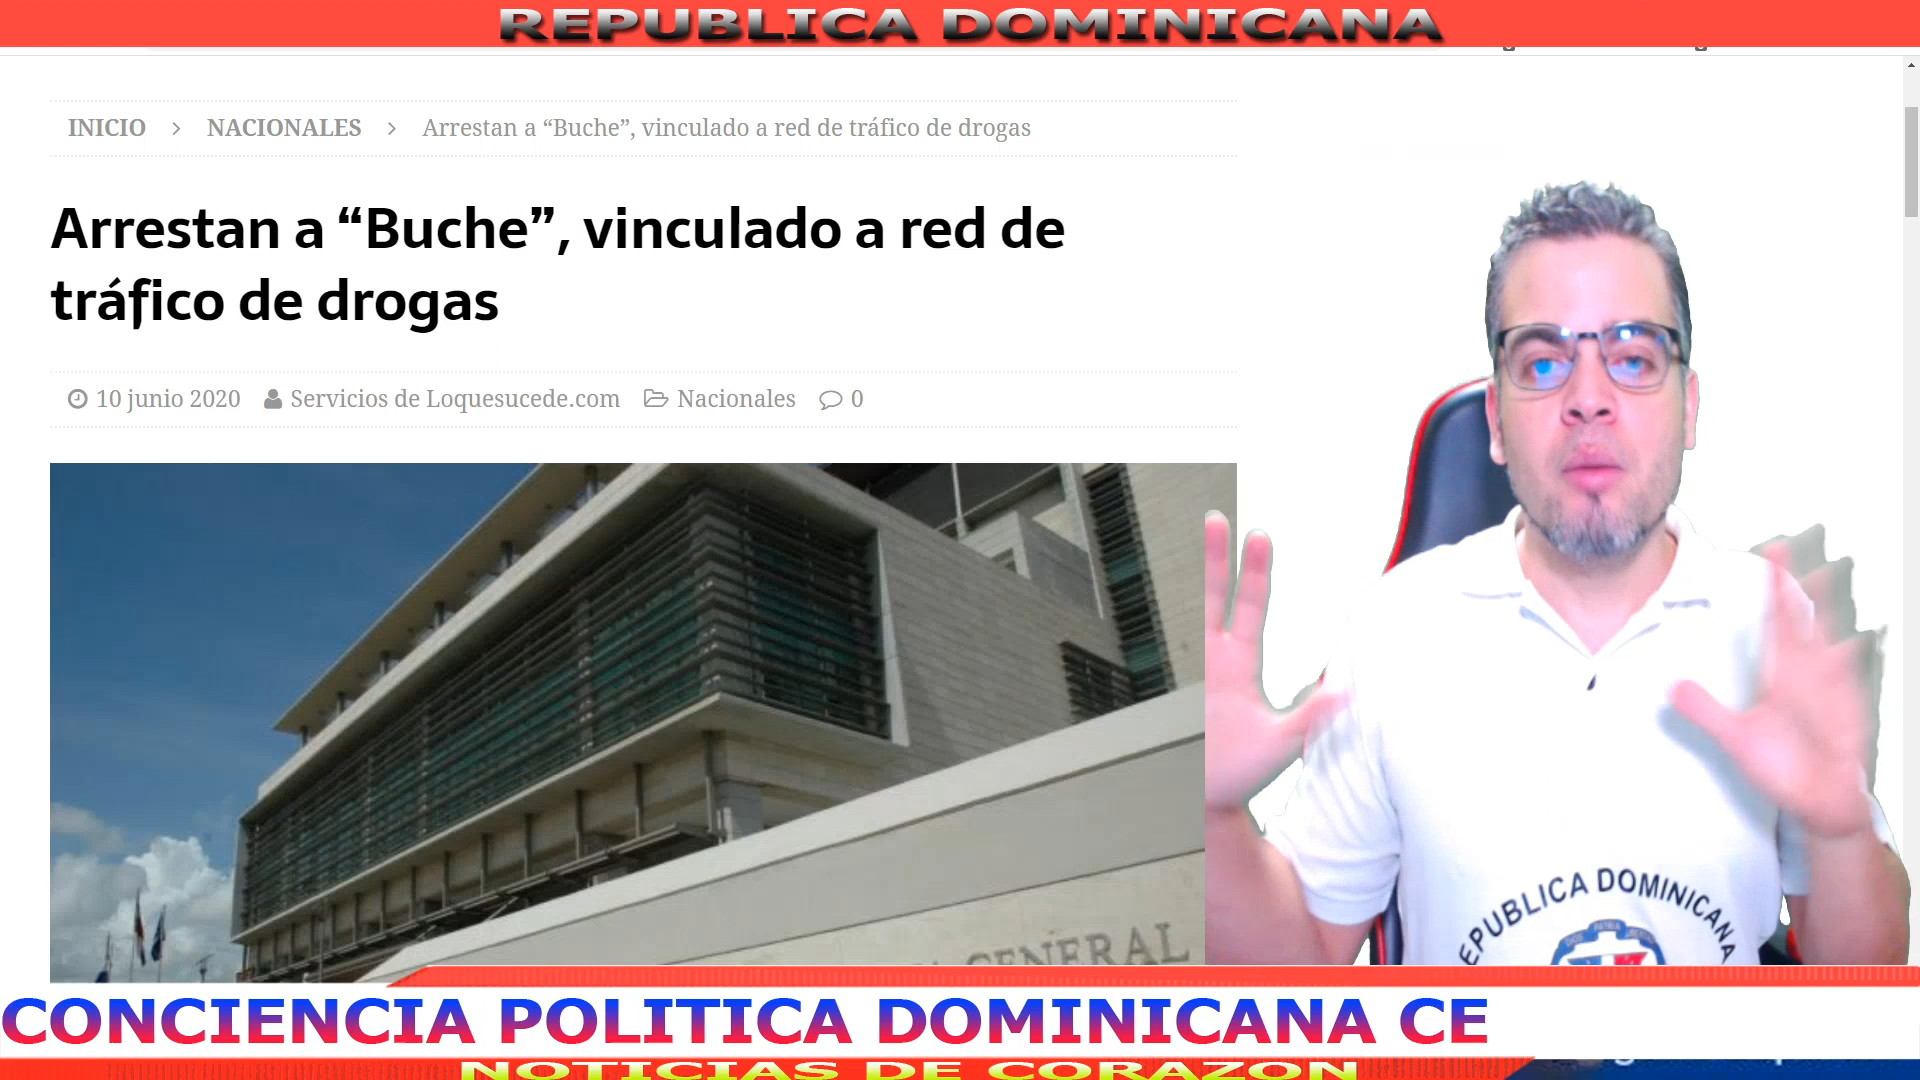 REPUBLICA DOMINICANA
INICIO > NACIONALES > Arrestan a “Buche”, vinculado a red de tráfico de drogas
Arrestan a “Buche”, vinculado a red de
tráfico de drogas
10 junio 2020 Servicios de Loquesucede.com Nacionales 0
GENERAL
EPUBLICA DOMINICANA
CONCIENCIA POLITICA DOMINICANA CE
NOTICIAS DE CORAZON